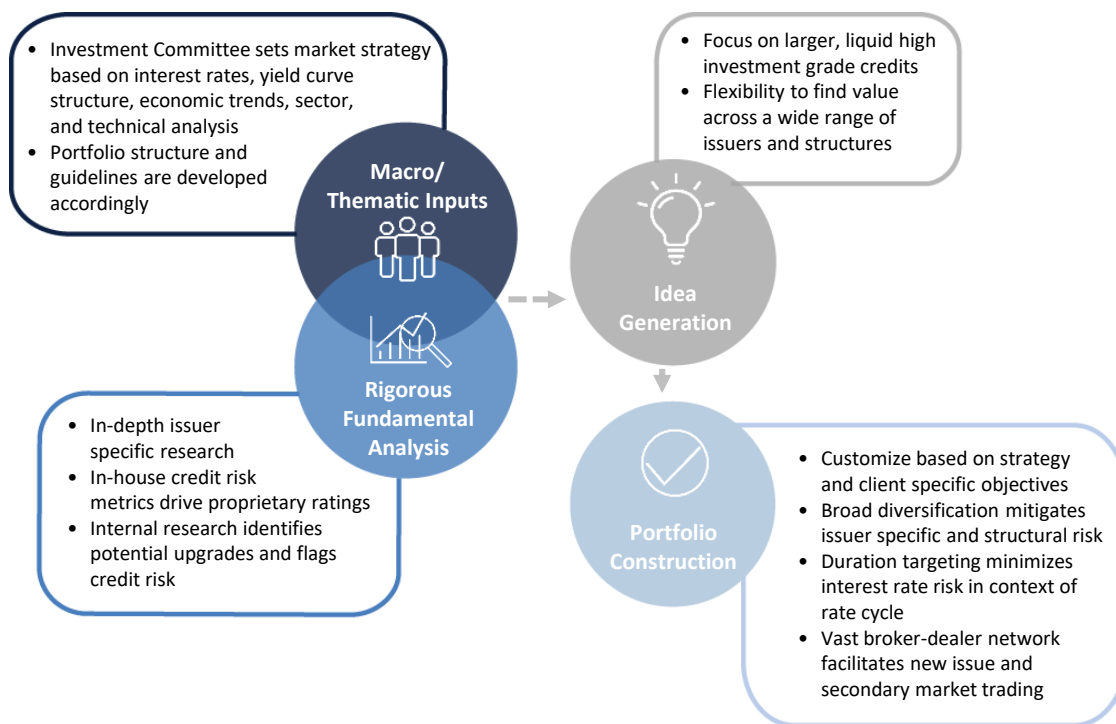 • Investment Committee sets market strategy
based on interest rates, yield curve
structure, economic trends, sector,
and technical analysis
• Portfolio structure and
guidelines are developed
accordingly
Macro/
Thematic Inputs
• Focus on larger, liquid high
investment grade credits
• Flexibility to find value
across a wide range of
issuers and structures
Idea
Generation
Rigorous
Fundamental
Analysis
• In-depth issuer
specific research
• In-house credit risk
metrics drive proprietary ratings
• Internal research identifies
potential upgrades and flags
credit risk
Portfolio
Construction
• Customize based on strategy
and client specific objectives
• Broad diversification mitigates
issuer specific and structural risk
• Duration targeting minimizes
interest rate risk in context of
rate cycle
• Vast broker-dealer network
facilitates new issue and
secondary market trading